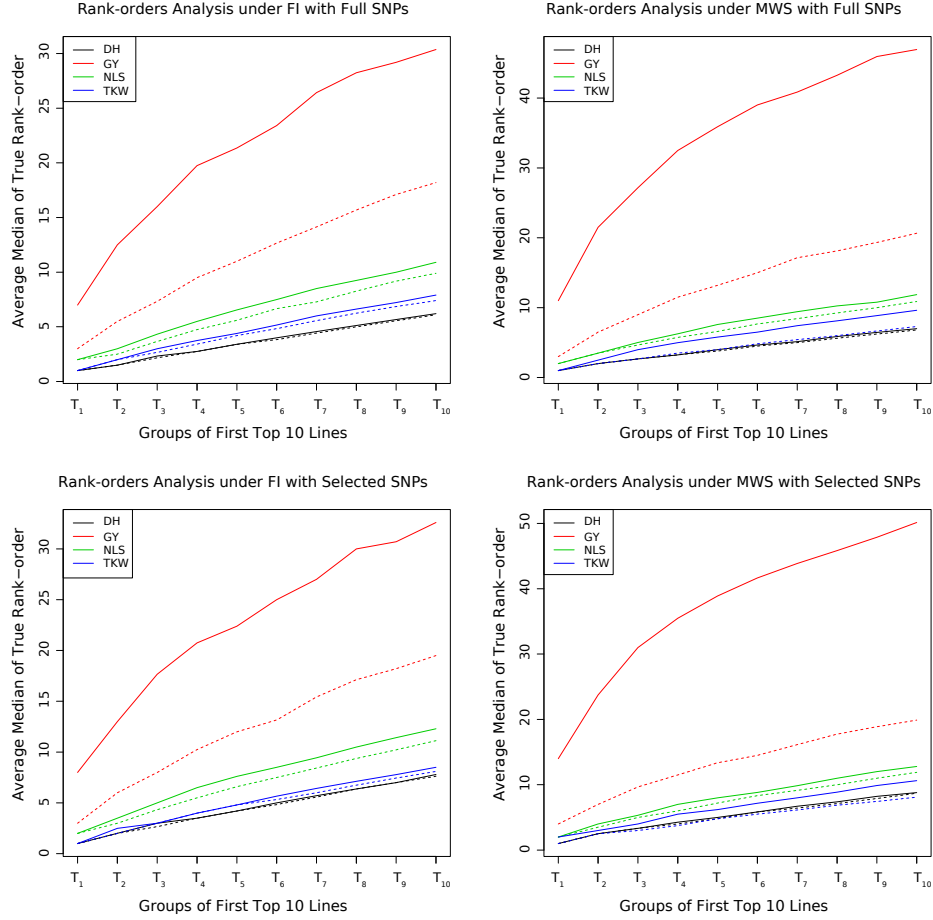 Rank-orders Analysis under FI with Full SNPs
Average Median of True Rank−order
0 5 10 15 20 25 30
DH
GY
NLS
TKW
T1 T2 T3 T4 T5 T6 T7 T8 T9 T10
Groups of First Top 10 Lines
Rank-orders Analysis under MWS with Full SNPs
Average Median of True Rank−order
0 10 20 30 40
DH
GY
NLS
TKW
T1 T2 T3 T4 T5 T6 T7 T8 T9 T10
Groups of First Top 10 Lines
Rank-orders Analysis under FI with Selected SNPs
Average Median of True Rank−order
0 5 10 15 20 25 30
DH
GY
NLS
TKW
T1 T2 T3 T4 T5 T6 T7 T8 T9 T10
Groups of First Top 10 Lines
Rank-orders Analysis under MWS with Selected SNPs
Average Median of True Rank−order
0 10 20 30 40 50
DH
GY
NLS
TKW
T1 T2 T3 T4 T5 T6 T7 T8 T9 T10
Groups of First Top 10 Lines